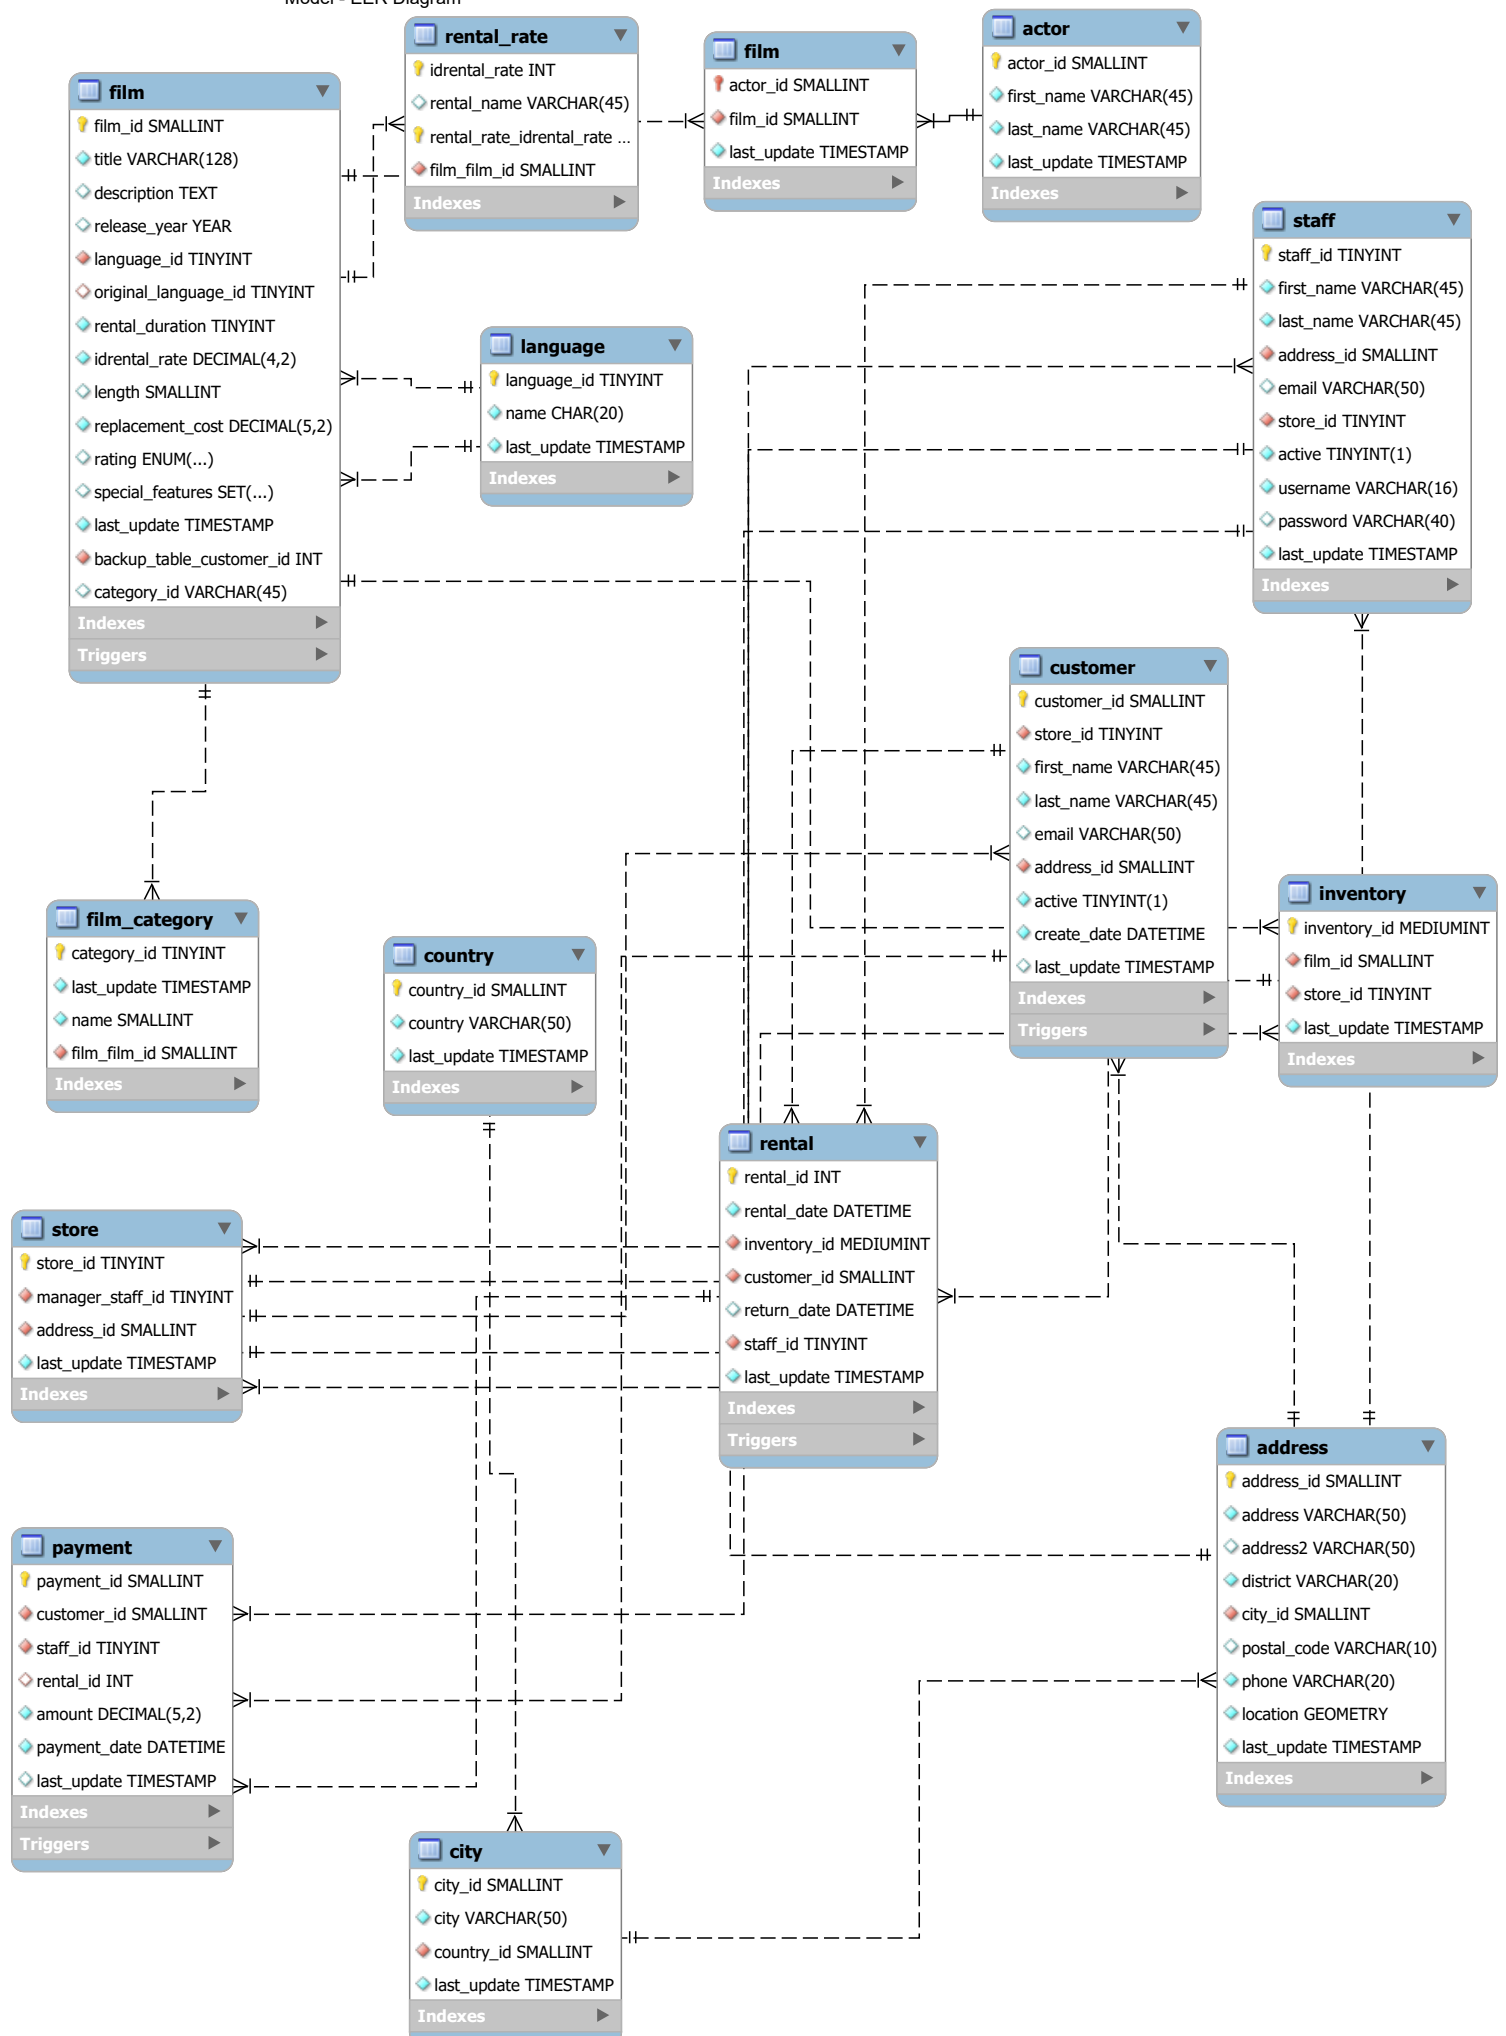 Model - EER Diagram
rental_rate
idrental_rate INT
rental_name VARCHAR(45)
rental_rate_idrental_rate ...
film_film_id SMALLINT
Indexes
film
actor_id SMALLINT
film_id SMALLINT
last_update TIMESTAMP
Indexes
actor
actor_id SMALLINT
first_name VARCHAR(45)
last_name VARCHAR(45)
last_update TIMESTAMP
Indexes
film
film_id SMALLINT
title VARCHAR(128)
description TEXT
release_year YEAR
language_id TINYINT
original_language_id TINYINT
rental_duration TINYINT
idrental_rate DECIMAL(4,2)
length SMALLINT
replacement_cost DECIMAL(5,2)
rating ENUM(...)
special_features SET(...)
last_update TIMESTAMP
backup_table_customer_id INT
category_id VARCHAR(45)
Indexes
Triggers
language
language_id TINYINT
name CHAR(20)
last_update TIMESTAMP
Indexes
staff
staff_id TINYINT
first_name VARCHAR(45)
last_name VARCHAR(45)
address_id SMALLINT
email VARCHAR(50)
store_id TINYINT
active TINYINT(1)
username VARCHAR(16)
password VARCHAR(40)
last_update TIMESTAMP
Indexes
customer
customer_id SMALLINT
store_id TINYINT
first_name VARCHAR(45)
last_name VARCHAR(45)
email VARCHAR(50)
address_id SMALLINT
active TINYINT(1)
create_date DATETIME
last_update TIMESTAMP
Indexes
Triggers
inventory
inventory_id MEDIUMINT
film_id SMALLINT
store_id TINYINT
last_update TIMESTAMP
Indexes
film_category
category_id TINYINT
last_update TIMESTAMP
name SMALLINT
film_film_id SMALLINT
Indexes
country
country_id SMALLINT
country VARCHAR(50)
last_update TIMESTAMP
Indexes
rental
rental_id INT
rental_date DATETIME
inventory_id MEDIUMINT
customer_id SMALLINT
return_date DATETIME
staff_id TINYINT
last_update TIMESTAMP
Indexes
Triggers
store
store_id TINYINT
manager_staff_id TINYINT
address_id SMALLINT
last_update TIMESTAMP
Indexes
address
address_id SMALLINT
address VARCHAR(50)
address2 VARCHAR(50)
district VARCHAR(20)
city_id SMALLINT
postal_code VARCHAR(10)
phone VARCHAR(20)
location GEOMETRY
last_update TIMESTAMP
Indexes
payment
payment_id SMALLINT
customer_id SMALLINT
staff_id TINYINT
rental_id INT
amount DECIMAL(5,2)
payment_date DATETIME
last_update TIMESTAMP
Indexes
Triggers
city
city_id SMALLINT
city VARCHAR(50)
country_id SMALLINT
last_update TIMESTAMP
Indexes